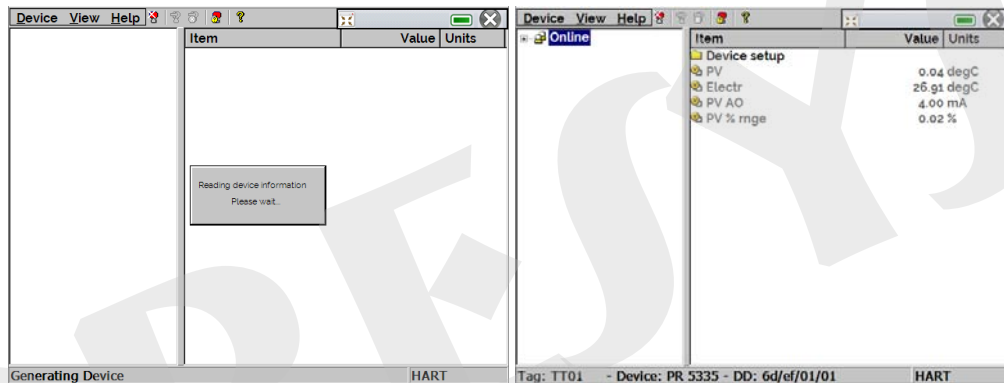 Device View Help
Item Value Units
Reading device information
Please wait...
Generating Device HART
Device View Help
Online
Item Value Units
Device setup
PV 0.04 degC
Electr 26.91 degC
PV AO 4.00 mA
PV % rnge 0.02 %
Tag: TT01 - Device: PR 5335 - DD: 6d/ef/01/01 HART